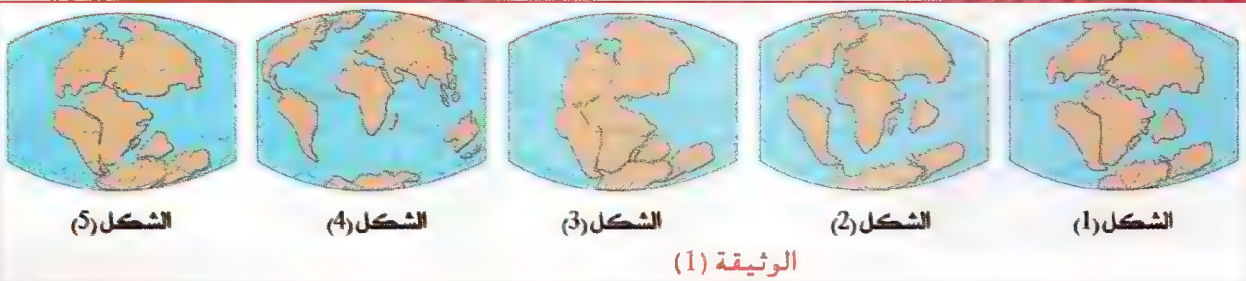 الشكل(1) الشكل(2) الشكل(3) الشكل(4) الشكل(5)
الوثيقة (1)